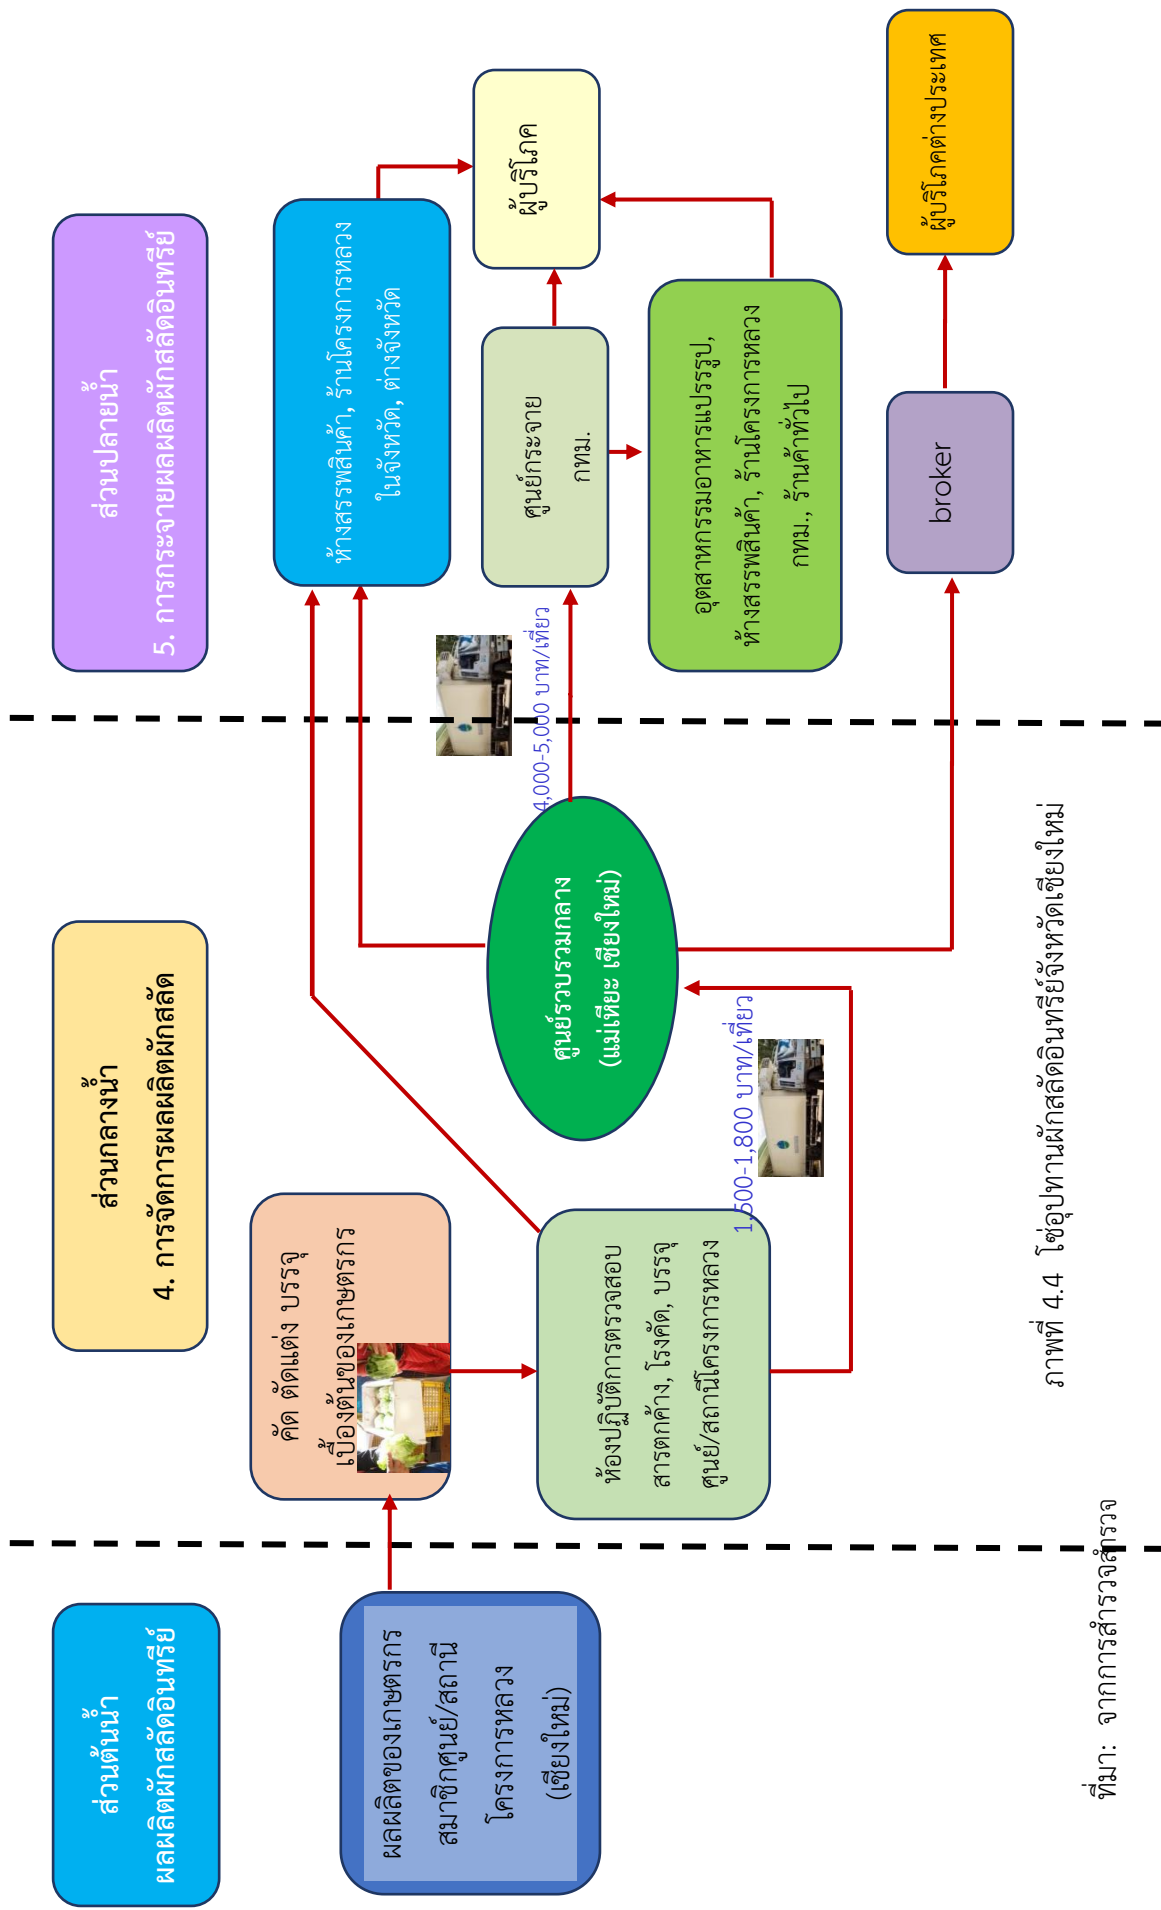 ส่วนต้นน้ำ
ผลผลิตผักสลัดอินทรีย์
ส่วนกลางน้ำ
4. การจัดการผลผลิตผักสลัด
ส่วนปลายน้ำ
5. การกระจายผลผลิตผักสลัดอินทรีย์
ผลผลิตของเกษตรกร
สมาชิกศูนย์/สถานี
โครงการหลวง
(เชียงใหม่)
คัด ตัดแต่ง บรรจุ
เบื้องต้นของเกษตรกร
ห้องปฏิบัติการตรวจสอบ
สารตกค้าง, โรงคัด, บรรจุ
ศูนย์/สถานีโครงการหลวง
1,500-1,800 บาท/เที่ยว
ศูนย์รวบรวมกลาง
(แม่เหียะ เชียงใหม่)
4,000-5,000 บาท/เที่ยว
ห้างสรรพสินค้า, ร้านโครงการหลวง
ในจังหวัด, ต่างจังหวัด
ศูนย์กระจาย
กทม.
อุตสาหกรรมอาหารแปรรรูป,
ห้างสรรพสินค้า, ร้านโครงการหลวง
กทม., ร้านค้าทั่วไป
broker
ผู้บริโภค
ผู้บริโภคต่างประเทศ
ภาพที่ 4.4 โซ่อุปทานผักสลัดอินทรีย์จังหวัดเชียงใหม่
ที่มา: จากการสำรวจสำรวจ